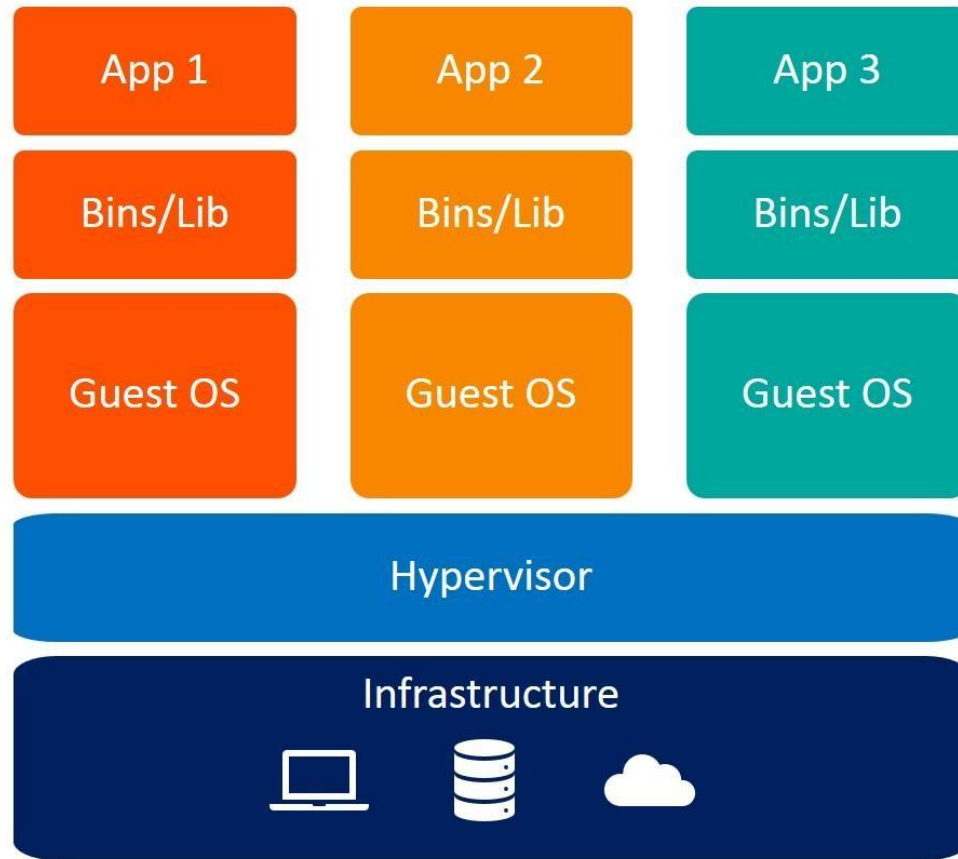 App 1
App 2
App 3
Bins/Lib
Bins/Lib
Bins/Lib
Guest OS
Guest OS
Guest OS
Hypervisor
Infrastructure